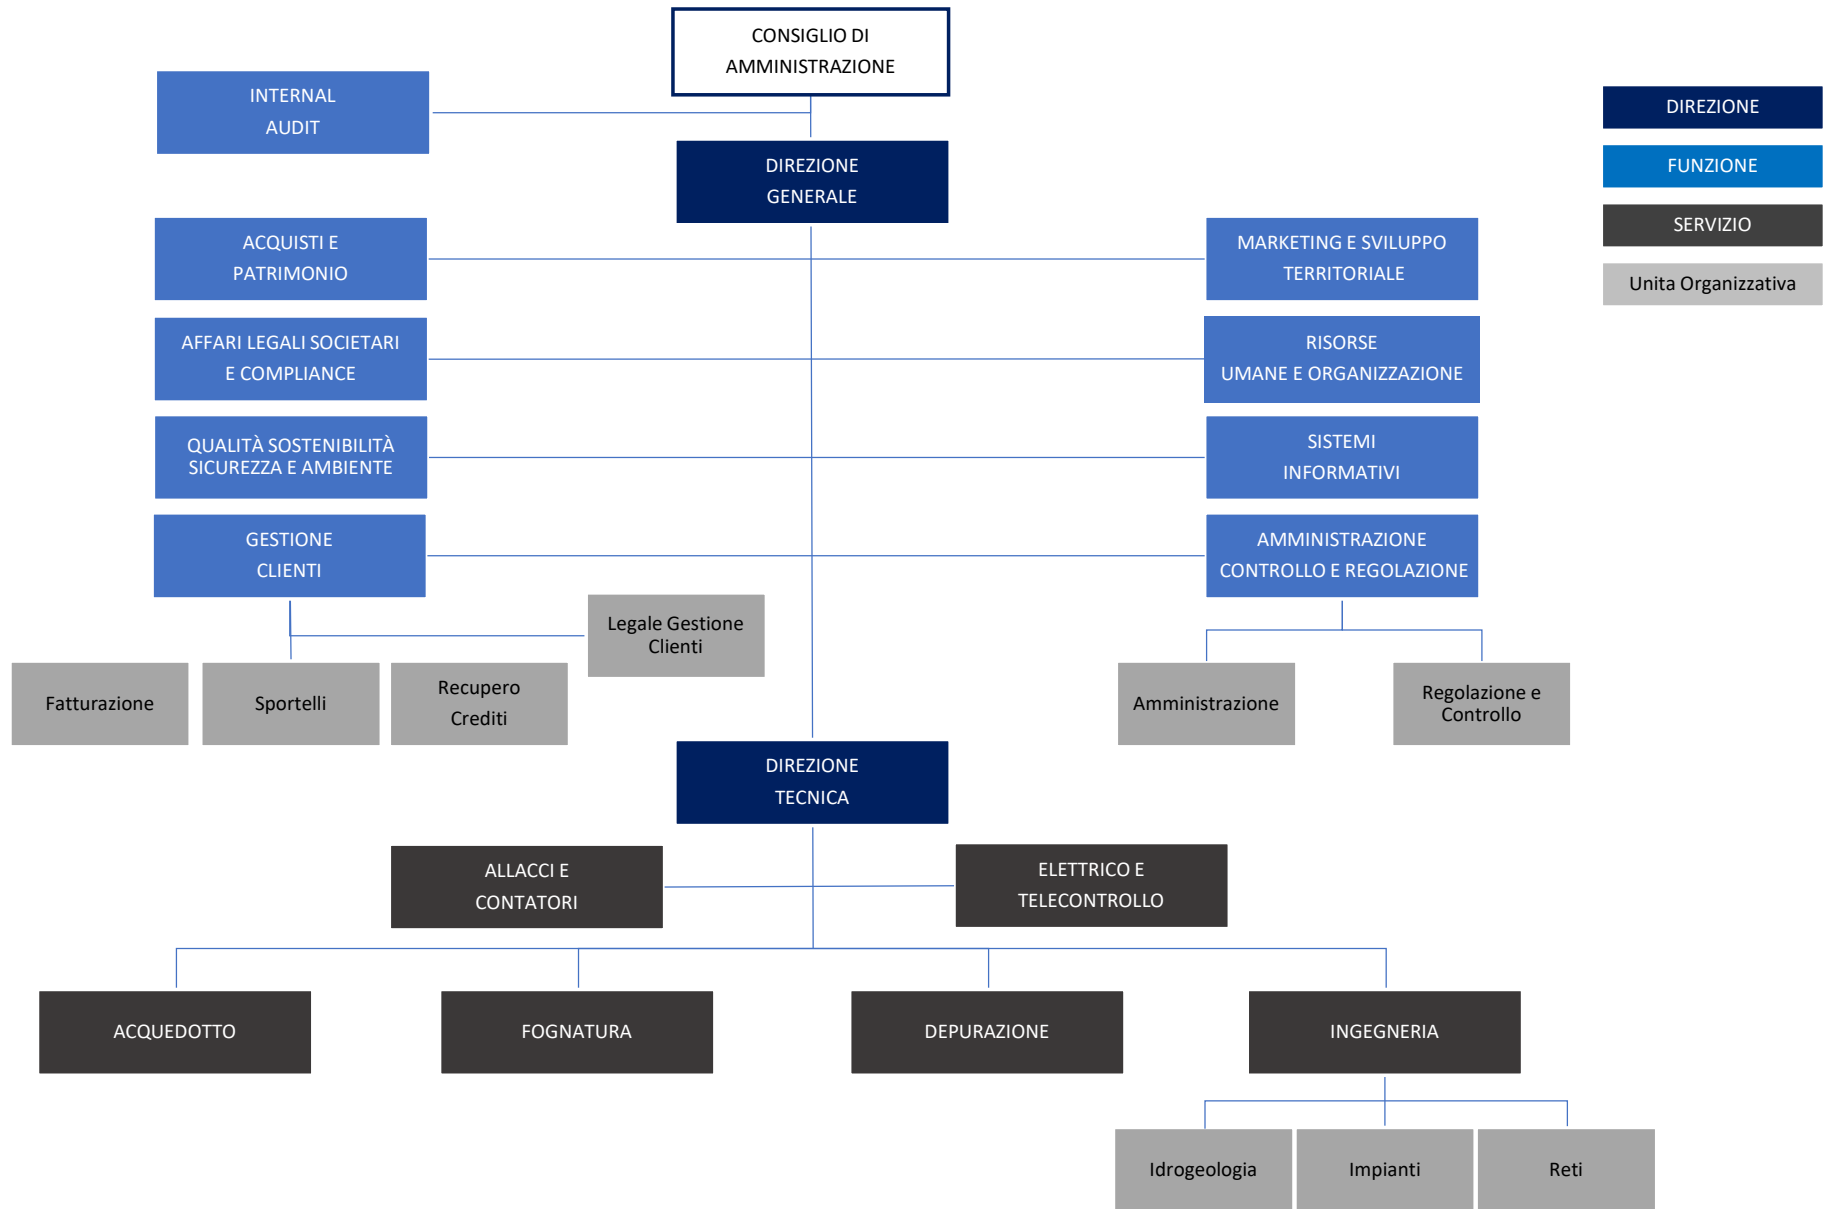 CONSIGLIO DI
AMMINISTRAZIONE
INTERNAL
AUDIT
DIREZIONE
GENERALE
DIREZIONE
FUNZIONE
SERVIZIO
Unita Organizzativa
ACQUISTI E
PATRIMONIO
MARKETING E SVILUPPO
TERRITORIALE
AFFARI LEGALI SOCIETARI
E COMPLIANCE
RISORSE
UMANE E ORGANIZZAZIONE
QUALITÀ SOSTENIBILITÀ
SICUREZZA E AMBIENTE
SISTEMI
INFORMATIVI
GESTIONE
CLIENTI
AMMINISTRAZIONE
CONTROLLO E REGOLAZIONE
Legale Gestione
Clienti
Fatturazione
Sportelli
Recupero
Crediti
Amministrazione
Regolazione e
Controllo
DIREZIONE
TECNICA
ALLACCI E
CONTATORI
ELETTRICO E
TELECONTROLLO
ACQUEDOTTO
FOGNATURA
DEPURAZIONE
INGEGNERIA
Idrogeologia
Impianti
Reti